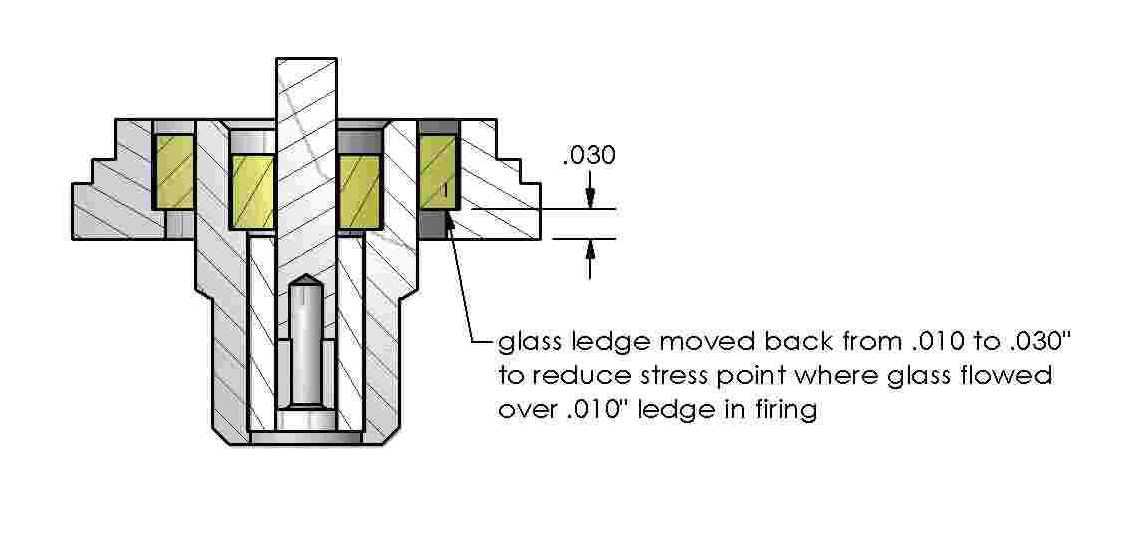 .030
glass ledge moved back from .010 to .030"
to reduce stress point where glass flowed
over .010" ledge in firing